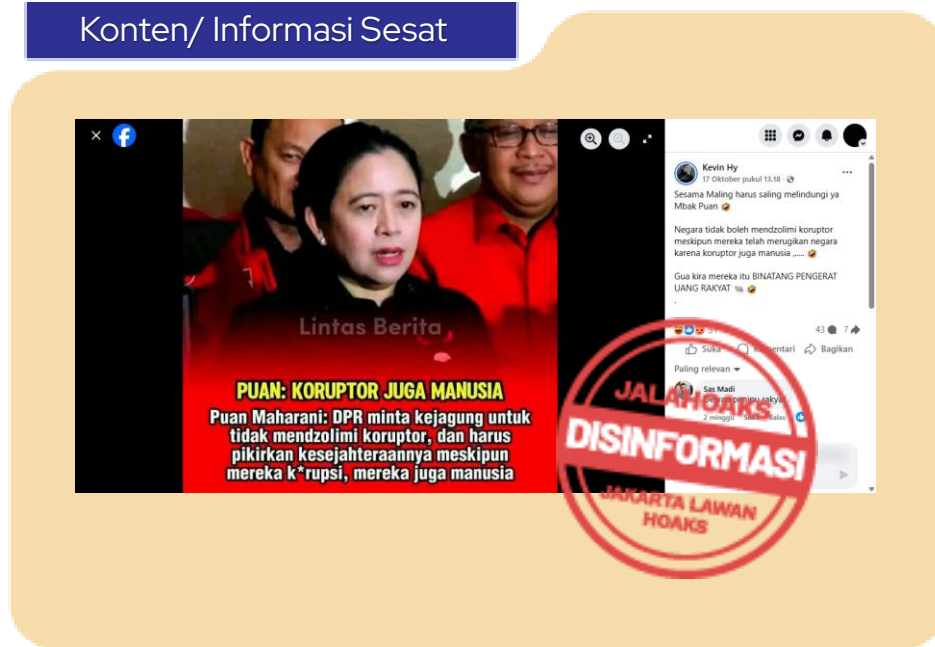 Konten/ Informasi Sesat
Kevin Hy
17 Oktober pukul 13.18 ·
Sesama Maling harus saling melindungi ya
Mbak Puan 🤣
Negara tidak boleh mendzolimi koruptor
meskipun mereka telah merugikan negara
karena koruptor juga manusia ,..... 🤣
Gua kira mereka itu BINATANG PENGERAT
UANG RAKYAT 🐀 🤣
.
43 7
Suka Komentari Bagikan
Paling relevan
Sas Madi
rakyat
2 minggu Suka Balas
Lintas Berita
PUAN: KORUPTOR JUGA MANUSIA
Puan Maharani: DPR minta kejagung untuk
tidak mendzolimi koruptor, dan harus
pikirkan kesejahteraannya meskipun
mereka k*rupsi, mereka juga manusia
JALAHOAKS
DISINFORMASI
JAKARTA LAWAN
HOAKS